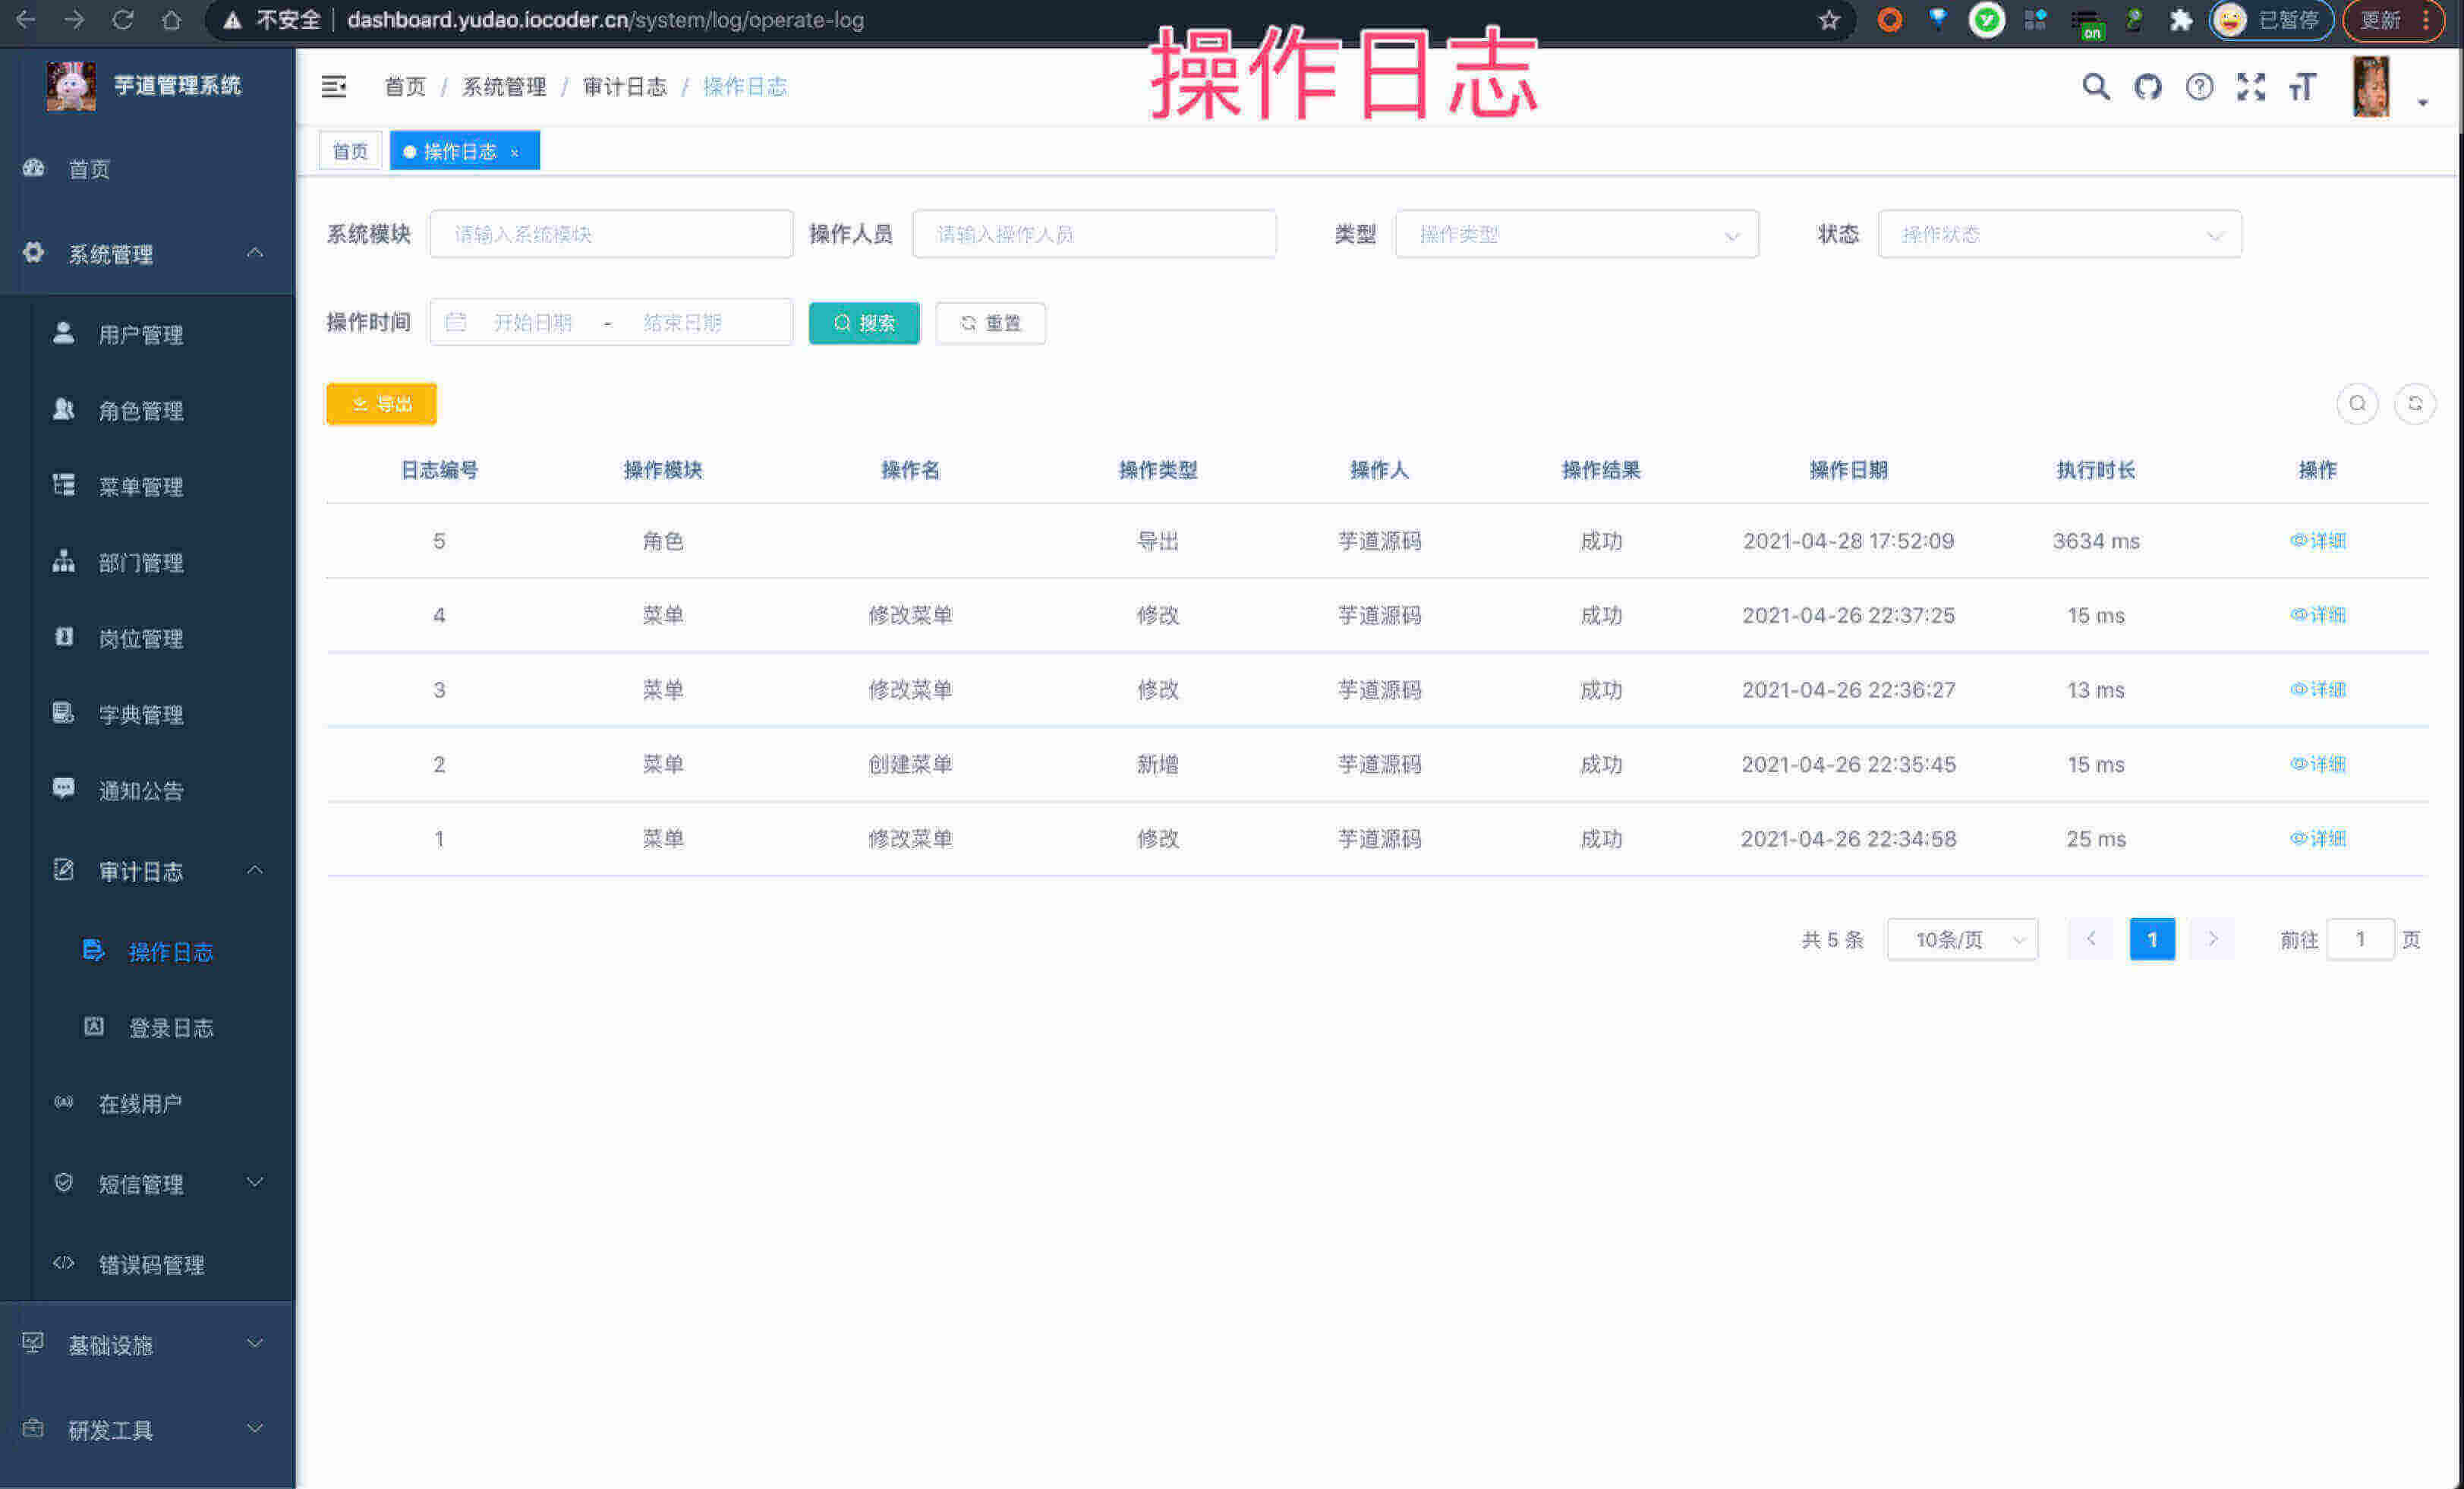 不安全 | dashboard.yudao.iocoder.cn/system/log/operate-log
on
已暂停
更新
操作日志
芋道管理系统
首页 / 系统管理 / 审计日志 / 操作日志
首页
操作日志 ×
首页
系统管理
用户管理
角色管理
菜单管理
部门管理
岗位管理
字典管理
通知公告
审计日志
操作日志
登录日志
在线用户
短信管理
错误码管理
基础设施
研发工具
系统模块 请输入系统模块 操作人员 请输入操作人员 类型 操作类型 状态 操作状态
操作时间 开始日期 - 结束日期 搜索 重置
导出
日志编号 操作模块 操作名 操作类型 操作人 操作结果 操作日期 执行时长 操作
5 角色 导出 芋道源码 成功 2021-04-28 17:52:09 3634 ms 详细
4 菜单 修改菜单 修改 芋道源码 成功 2021-04-26 22:37:25 15 ms 详细
3 菜单 修改菜单 修改 芋道源码 成功 2021-04-26 22:36:27 13 ms 详细
2 菜单 创建菜单 新增 芋道源码 成功 2021-04-26 22:35:45 15 ms 详细
1 菜单 修改菜单 修改 芋道源码 成功 2021-04-26 22:34:58 25 ms 详细
共 5 条 10条/页 1 前往 1 页